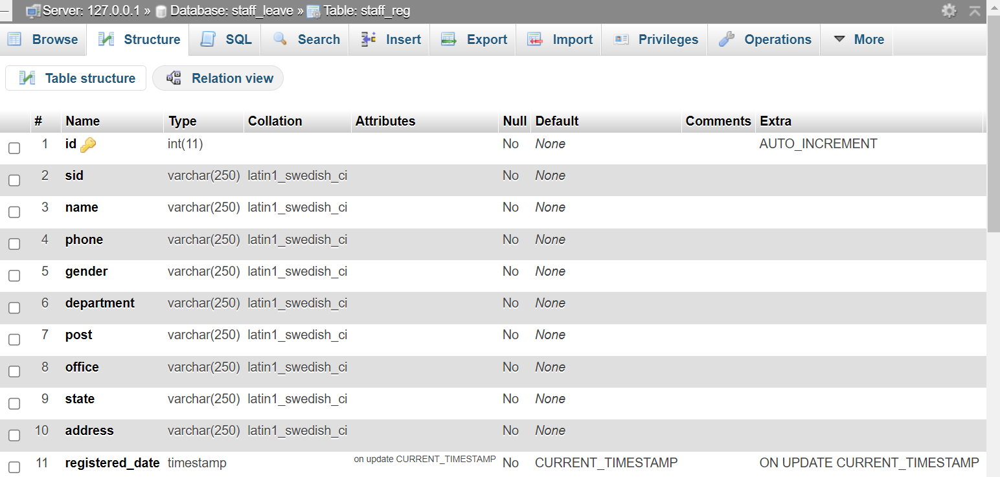 Server: 127.0.0.1 » Database: staff_leave » Table: staff_reg
Browse Structure SQL Search Insert Export Import Privileges Operations More
Table structure Relation view
# Name Type Collation Attributes Null Default Comments Extra
1 id int(11) No None AUTO_INCREMENT
2 sid varchar(250) latin1_swedish_ci No None
3 name varchar(250) latin1_swedish_ci No None
4 phone varchar(250) latin1_swedish_ci No None
5 gender varchar(250) latin1_swedish_ci No None
6 department varchar(250) latin1_swedish_ci No None
7 post varchar(250) latin1_swedish_ci No None
8 office varchar(250) latin1_swedish_ci No None
9 state varchar(250) latin1_swedish_ci No None
10 address varchar(250) latin1_swedish_ci No None
11 registered_date timestamp on update CURRENT_TIMESTAMP No CURRENT_TIMESTAMP ON UPDATE CURRENT_TIMESTAMP